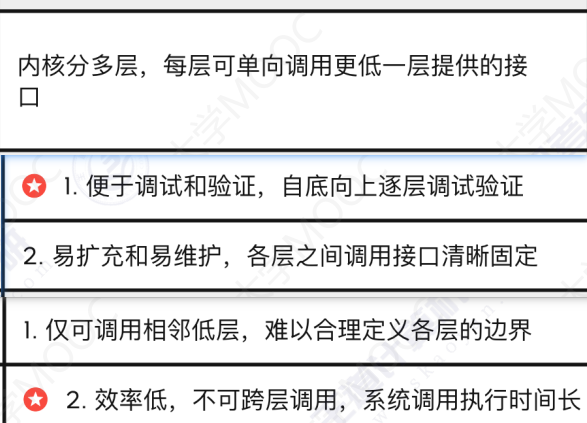 内核分多层，每层可单向调用更低一层提供的接
口
1. 便于调试和验证，自底向上逐层调试验证
2. 易扩充和易维护，各层之间调用接口清晰固定
1. 仅可调用相邻低层，难以合理定义各层的边界
2. 效率低，不可跨层调用，系统调用执行时间长